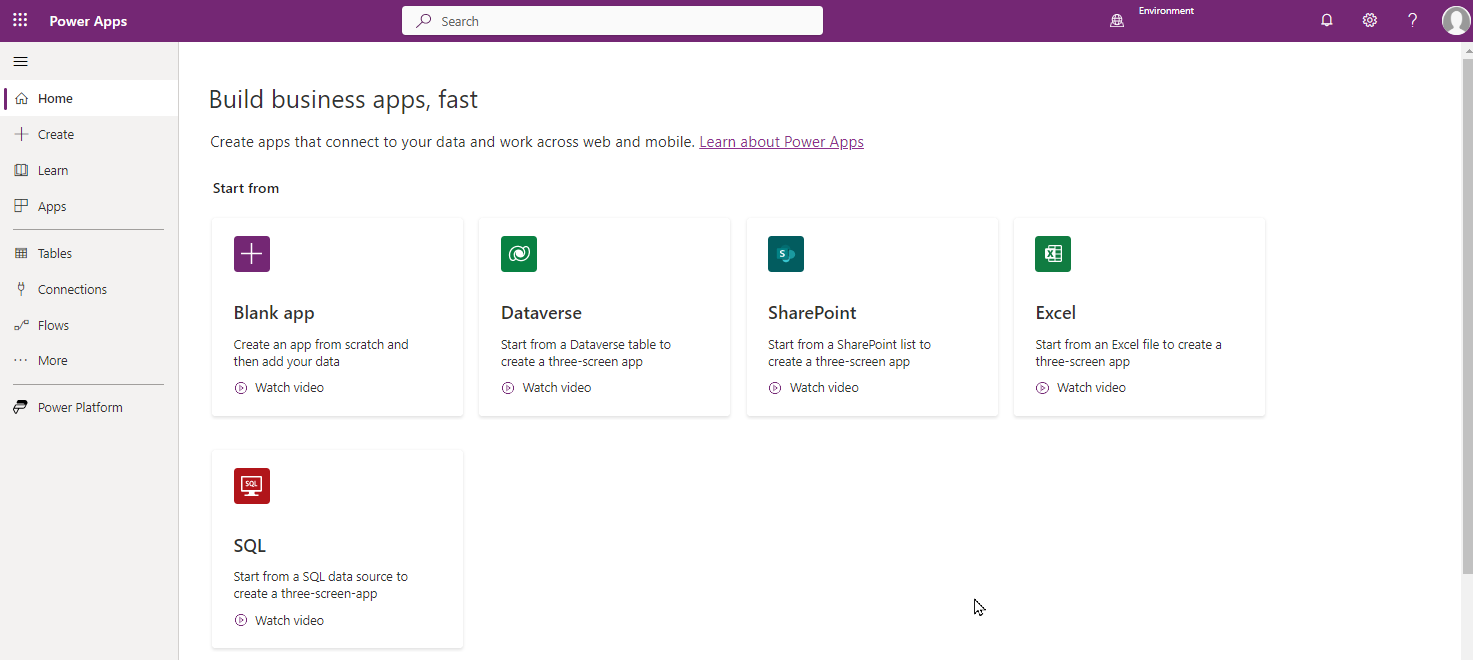 Power Apps
Search
Environment
Home
Create
Learn
Apps
Tables
Connections
Flows
More
Power Platform
Build business apps, fast
Create apps that connect to your data and work across web and mobile. Learn about Power Apps
Start from
Blank app
Create an app from scratch and
then add your data
Watch video
Dataverse
Start from a Dataverse table to
create a three-screen app
Watch video
SharePoint
Start from a SharePoint list to
create a three-screen app
Watch video
Excel
Start from an Excel file to create a
three-screen app
Watch video
SQL
SQL
Start from a SQL data source to
create a three-screen-app
Watch video